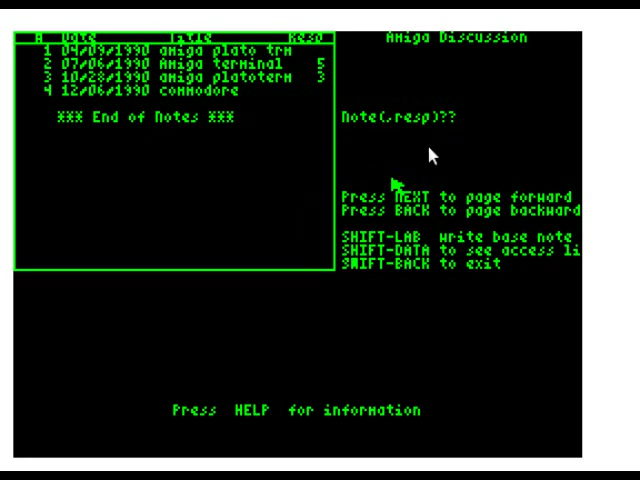 # Date Title Resp
1 04/09/1990 amiga plato trm
2 07/06/1990 Amiga terminal 5
3 10/28/1990 amiga platoterm 3
4 12/06/1990 commodore
*** End of Notes ***
Amiga Discussion
Note(,resp)??
Press NEXT to page forward
Press BACK to page backward
SHIFT-LAB write base note
SHIFT-DATA to see access li
SHIFT-BACK to exit
Press HELP for information